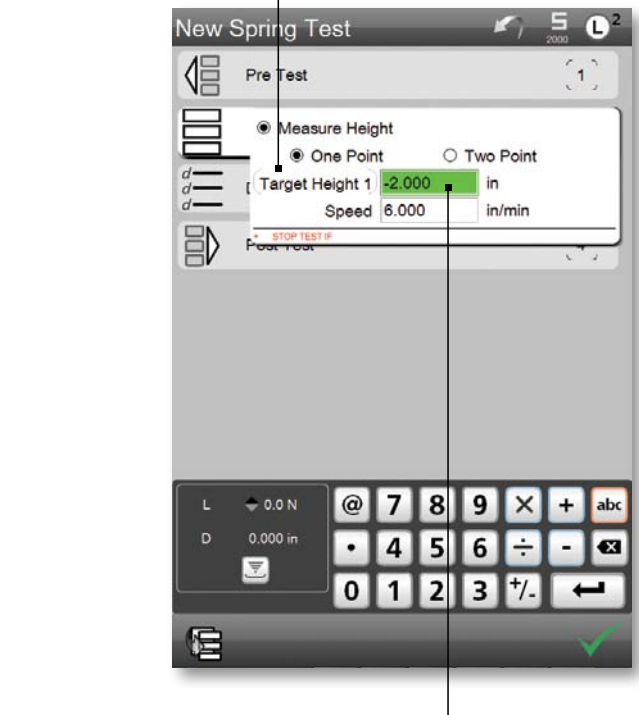 New Spring Test 5 2000 L 2
Pre Test 1
Measure Height
One Point Two Point
Target Height 1 -2.000 in
Speed 6.000 in/min
STOP TEST IF
d
d
d
Post Test
L 0.0 N
D 0.000 in
@ 7 8 9 × + abc
• 4 5 6 ÷ -
0 1 2 3 +/-